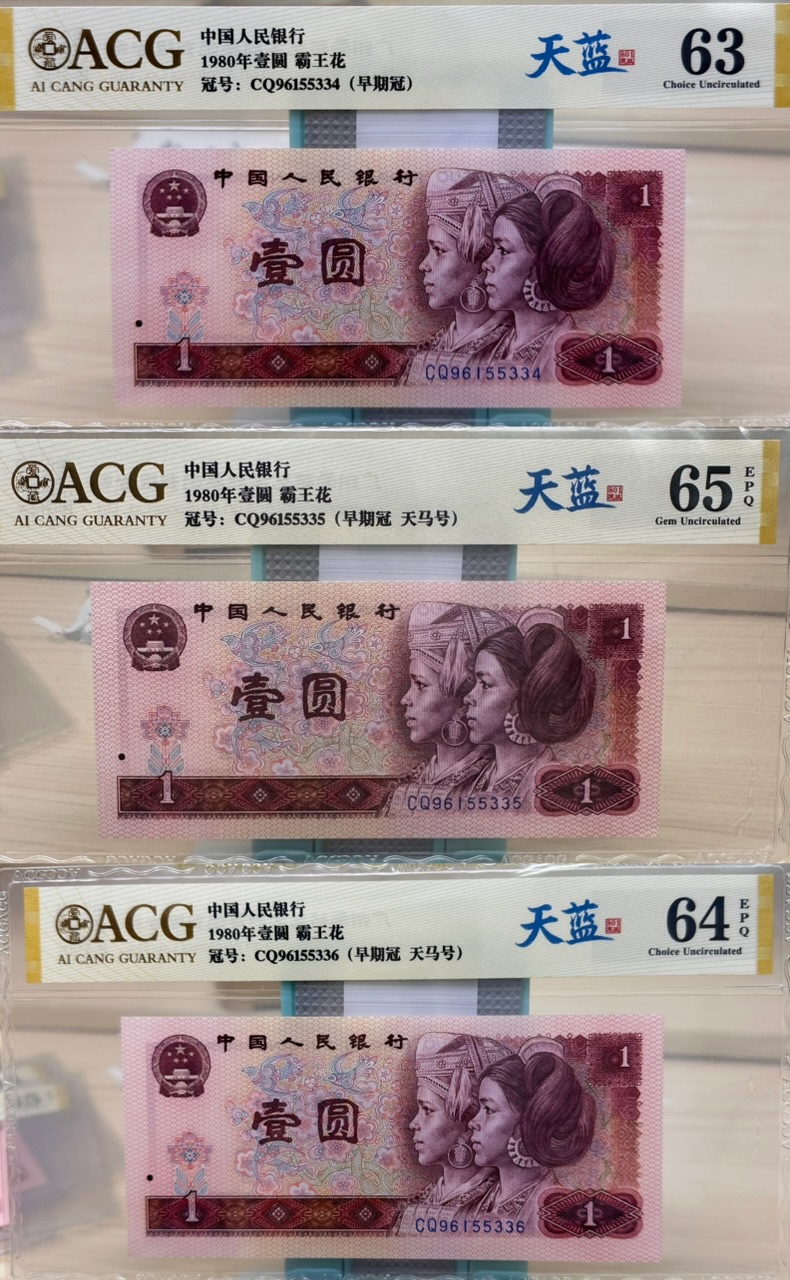 ACG
AI CANG GUARANTY
中国人民银行
1980年壹圆 霸王花
冠号：CQ96155334（早期冠）
天蓝
63
Choice Uncirculated
中国人民银行
1
壹圆
1
CQ96155334
1
ACG
AI CANG GUARANTY
中国人民银行
1980年壹圆 霸王花
冠号：CQ96155335（早期冠 天马号）
天蓝
65
EPQ
Gem Uncirculated
中国人民银行
1
壹圆
1
CQ96155335
1
ACG
AI CANG GUARANTY
中国人民银行
1980年壹圆 霸王花
冠号：CQ96155336（早期冠 天马号）
天蓝
64
EPQ
Choice Uncirculated
中国人民银行
1
壹圆
1
CQ96155336
1